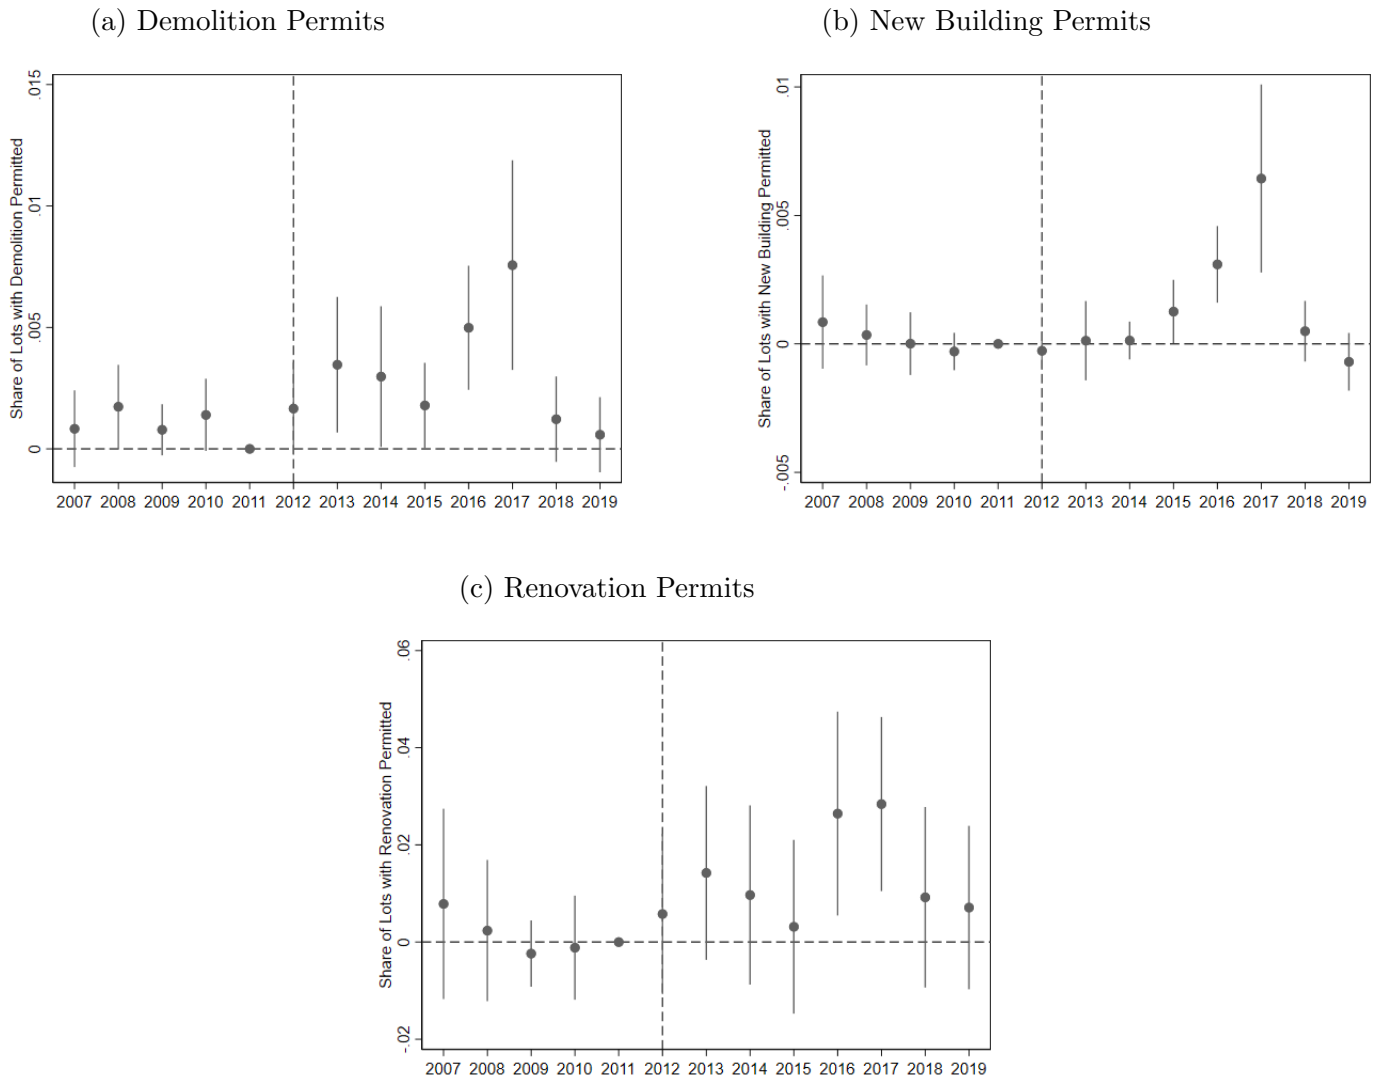 (a) Demolition Permits
Share of Lots with Demolition Permitted
.015
.01
.005
0
2007 2008 2009 2010 2011 2012 2013 2014 2015 2016 2017 2018 2019
(b) New Building Permits
Share of Lots with New Building Permitted
.01
.005
0
-.005
2007 2008 2009 2010 2011 2012 2013 2014 2015 2016 2017 2018 2019
(c) Renovation Permits
Share of Lots with Renovation Permitted
.06
.04
.02
0
-.02
2007 2008 2009 2010 2011 2012 2013 2014 2015 2016 2017 2018 2019